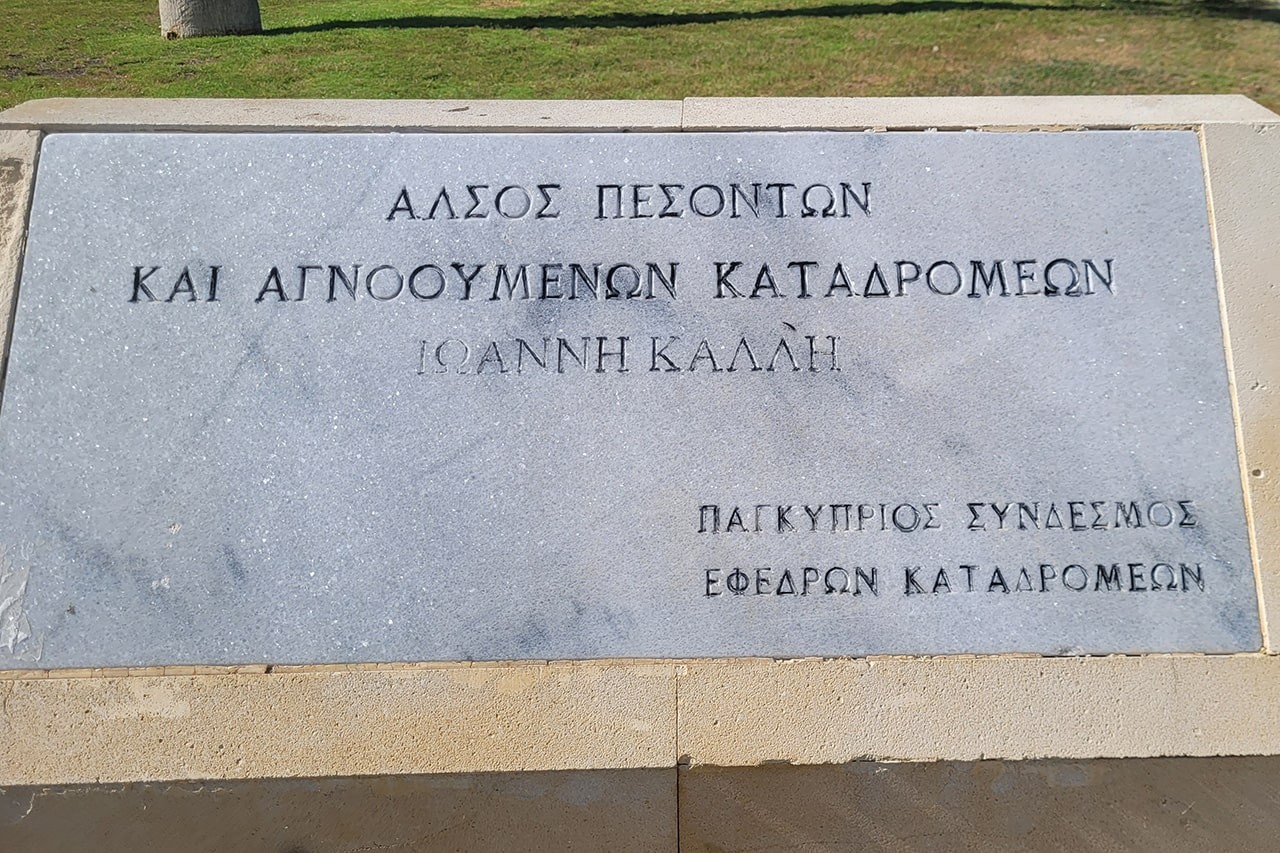 ΑΛΣΟΣ ΠΕΣΟΝΤΩΝ
ΚΑΙ ΑΓΝΟΟΥΜΕΝΩΝ ΚΑΤΑΔΡΟΜΕΩΝ
ΙΩΑΝΝΗ ΚΑΛΛΗ
ΠΑΓΚΥΠΡΙΟΣ ΣΥΝΔΕΣΜΟΣ
ΕΦΕΔΡΩΝ ΚΑΤΑΔΡΟΜΕΩΝ